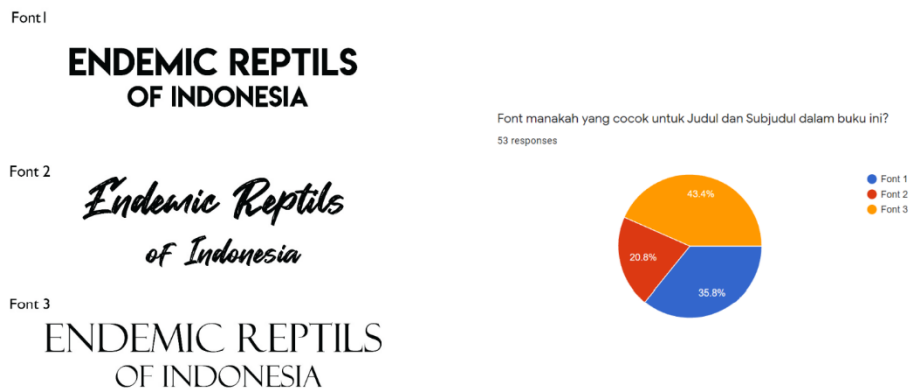 Font1
ENDEMIC REPTILS
OF INDONESIA
Font 2
Endemic Reptils
of Indonesia
Font 3
ENDEMIC REPTILS
OF INDONESIA
Font manakah yang cocok untuk Judul dan Subjudul dalam buku ini?
53 responses
43.4%
20.8%
35.8%
Font 1
Font 2
Font 3